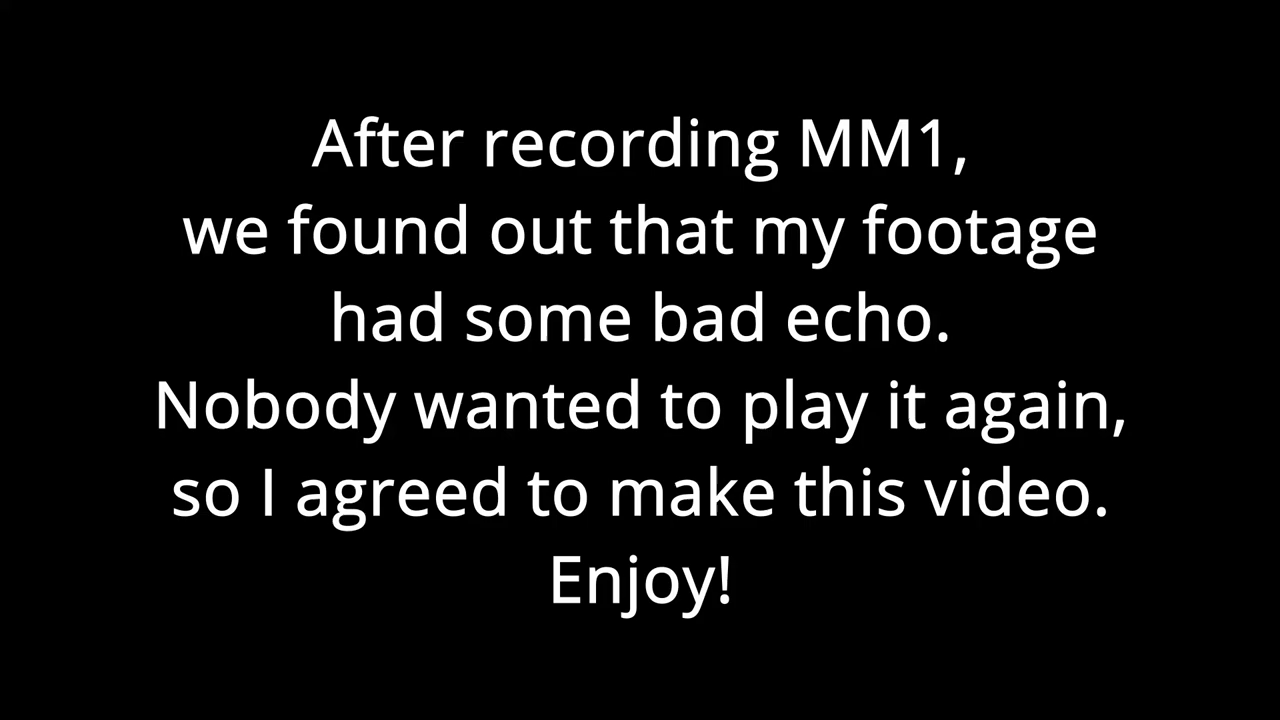 After recording MM1,
we found out that my footage
had some bad echo.
Nobody wanted to play it again,
so I agreed to make this video.
Enjoy!